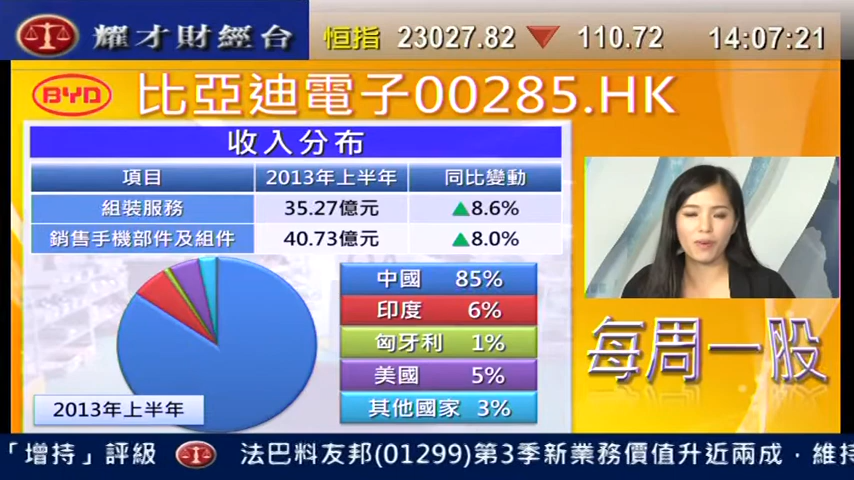 耀才財經台
恒指 23027.82 ▼ 110.72 14:07:21
BYD 比亞迪電子00285.HK
收入分布
項目 2013年上半年 同比變動
組裝服務 35.27億元 ▲8.6%
銷售手機部件及組件 40.73億元 ▲8.0%
中國 85%
印度 6%
匈牙利 1%
美國 5%
其他國家 3%
2013年上半年
每周一股
「增持」評級 法巴料友邦(01299)第3季新業務價值升近兩成，維持